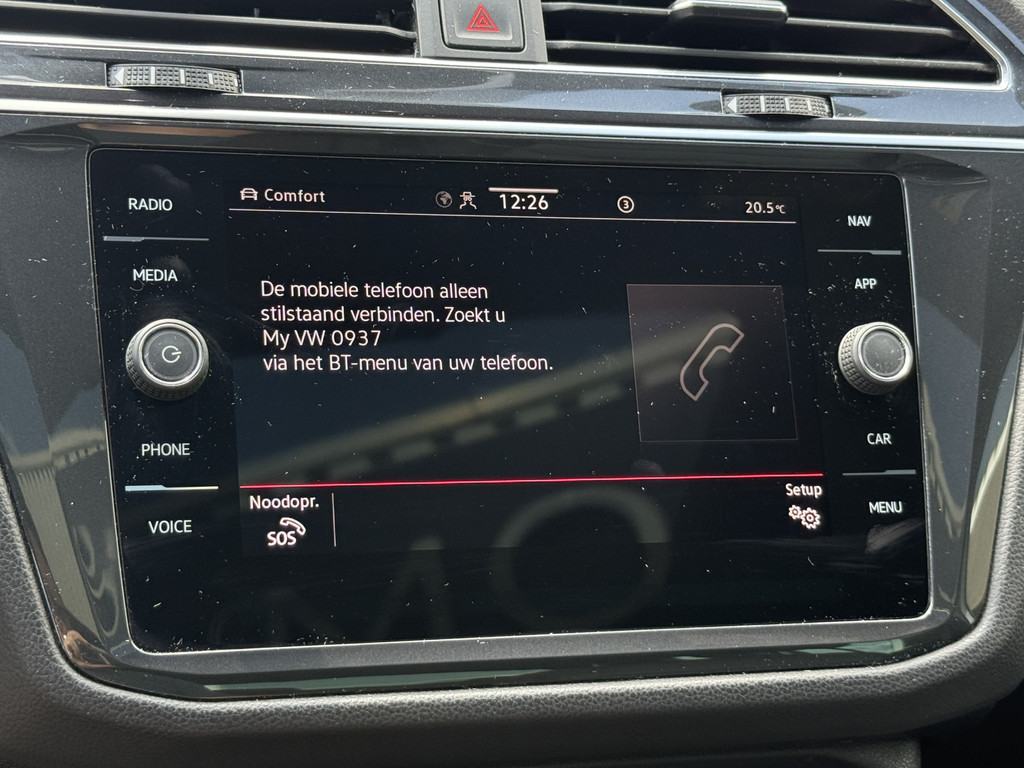 RADIO
MEDIA
PHONE
VOICE
Comfort
12:26
3
20.5°C
De mobiele telefoon alleen
stilstaand verbinden. Zoekt u
My VW 0937
via het BT-menu van uw telefoon.
Noodopr.
SOS
Setup
NAV
APP
CAR
MENU